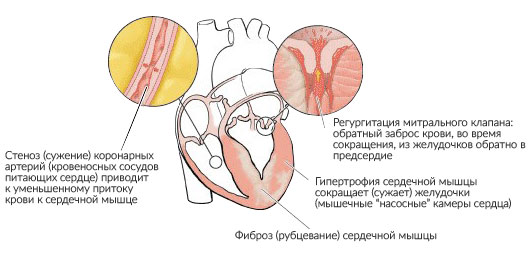 Стеноз (сужение) коронарных
артерий (кровеносных сосудов
питающих сердце) приводит
к уменьшенному притоку
крови к сердечной мышце
Регургитация митрального клапана:
обратный заброс крови, во время
сокращения, из желудочков обратно в
предсердие
Гипертрофия сердечной мышцы
сокращает (сужает) желудочки
(мышечные "насосные" камеры сердца)
Фиброз (рубцевание) сердечной мышцы